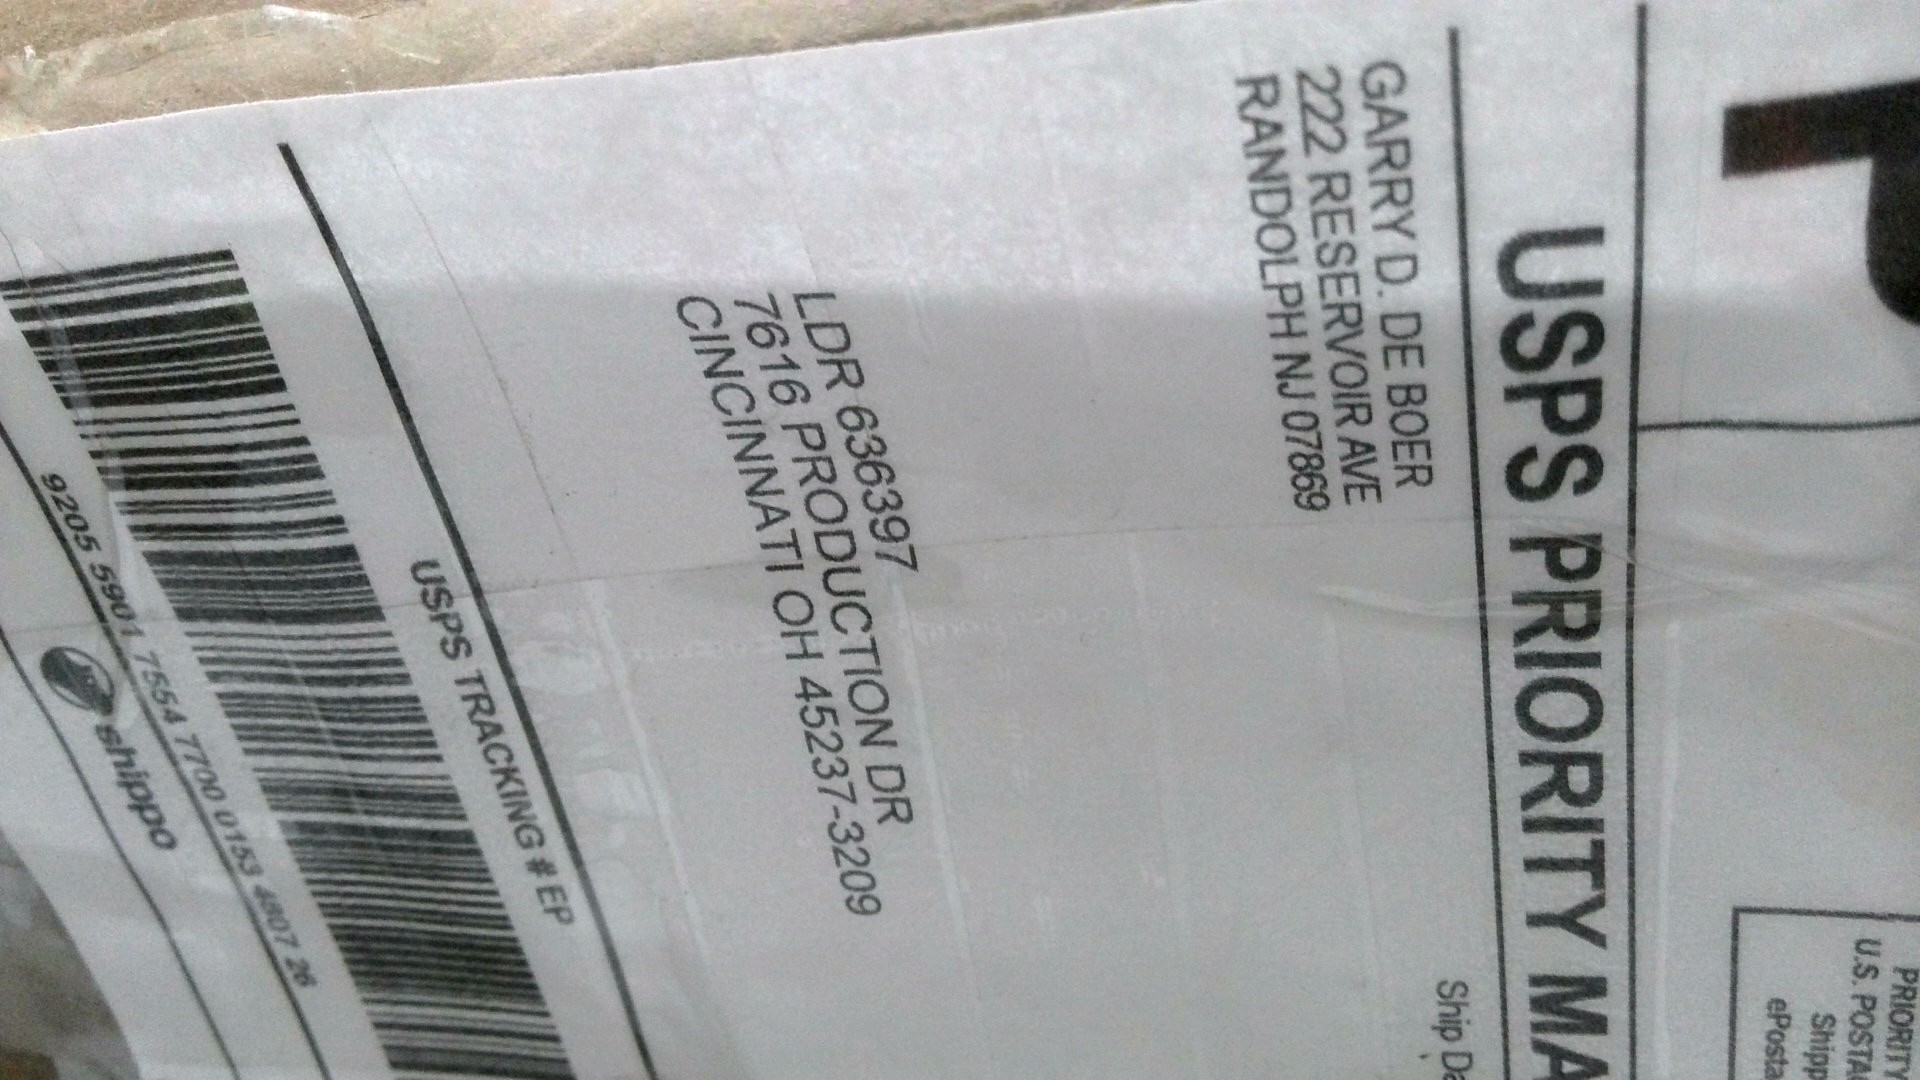 P
PRIORITY
U.S. POSTA
Shipp
ePosta
USPS PRIORITY MA
GARRY D. DE BOER
222 RESERVOIR AVE
RANDOLPH NJ 07869
Ship Da
LDR 636397
7616 PRODUCTION DR
CINCINNATI OH 45237-3209
USPS TRACKING # EP
9205 5901 7554 7700 0153 4807 26
shippo